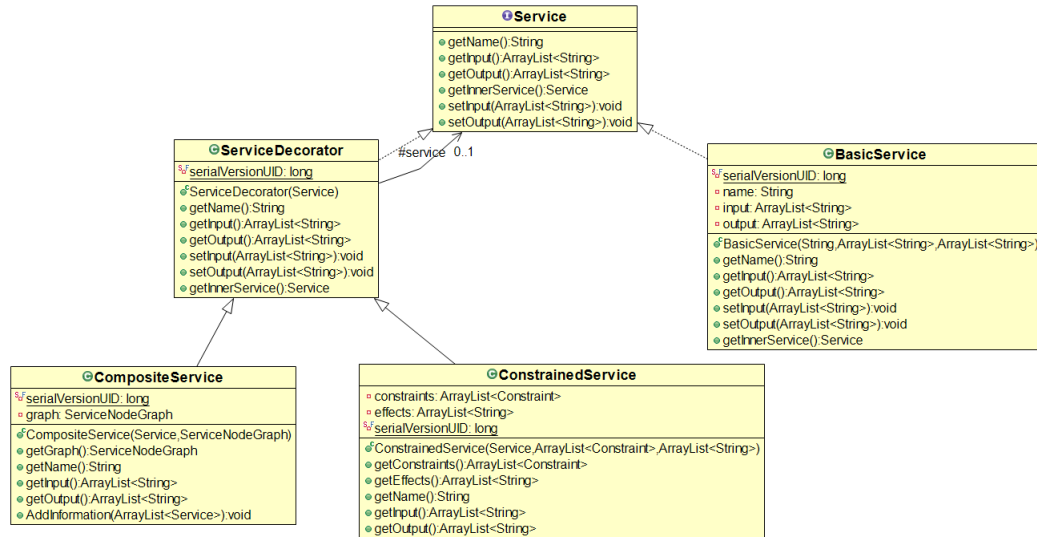 Service
getName():String
getInput():ArrayList<String>
getOutput():ArrayList<String>
getInnerService():Service
setInput(ArrayList<String>):void
setOutput(ArrayList<String>):void
#service 0..1
ServiceDecorator
serialVersionUID: long
ServiceDecorator(Service)
getName():String
getInput():ArrayList<String>
getOutput():ArrayList<String>
setInput(ArrayList<String>):void
setOutput(ArrayList<String>):void
getInnerService():Service
BasicService
serialVersionUID: long
name: String
input: ArrayList<String>
output: ArrayList<String>
BasicService(String,ArrayList<String>,ArrayList<String>)
getName():String
getInput():ArrayList<String>
getOutput():ArrayList<String>
setInput(ArrayList<String>):void
setOutput(ArrayList<String>):void
getInnerService():Service
CompositeService
serialVersionUID: long
graph: ServiceNodeGraph
CompositeService(Service,ServiceNodeGraph)
getGraph():ServiceNodeGraph
getName():String
getInput():ArrayList<String>
getOutput():ArrayList<String>
AddInformation(ArrayList<Service>):void
ConstrainedService
constraints: ArrayList<Constraint>
effects: ArrayList<String>
serialVersionUID: long
ConstrainedService(Service,ArrayList<Constraint>,ArrayList<String>)
getConstraints():ArrayList<Constraint>
getEffects():ArrayList<String>
getName():String
getInput():ArrayList<String>
getOutput():ArrayList<String>